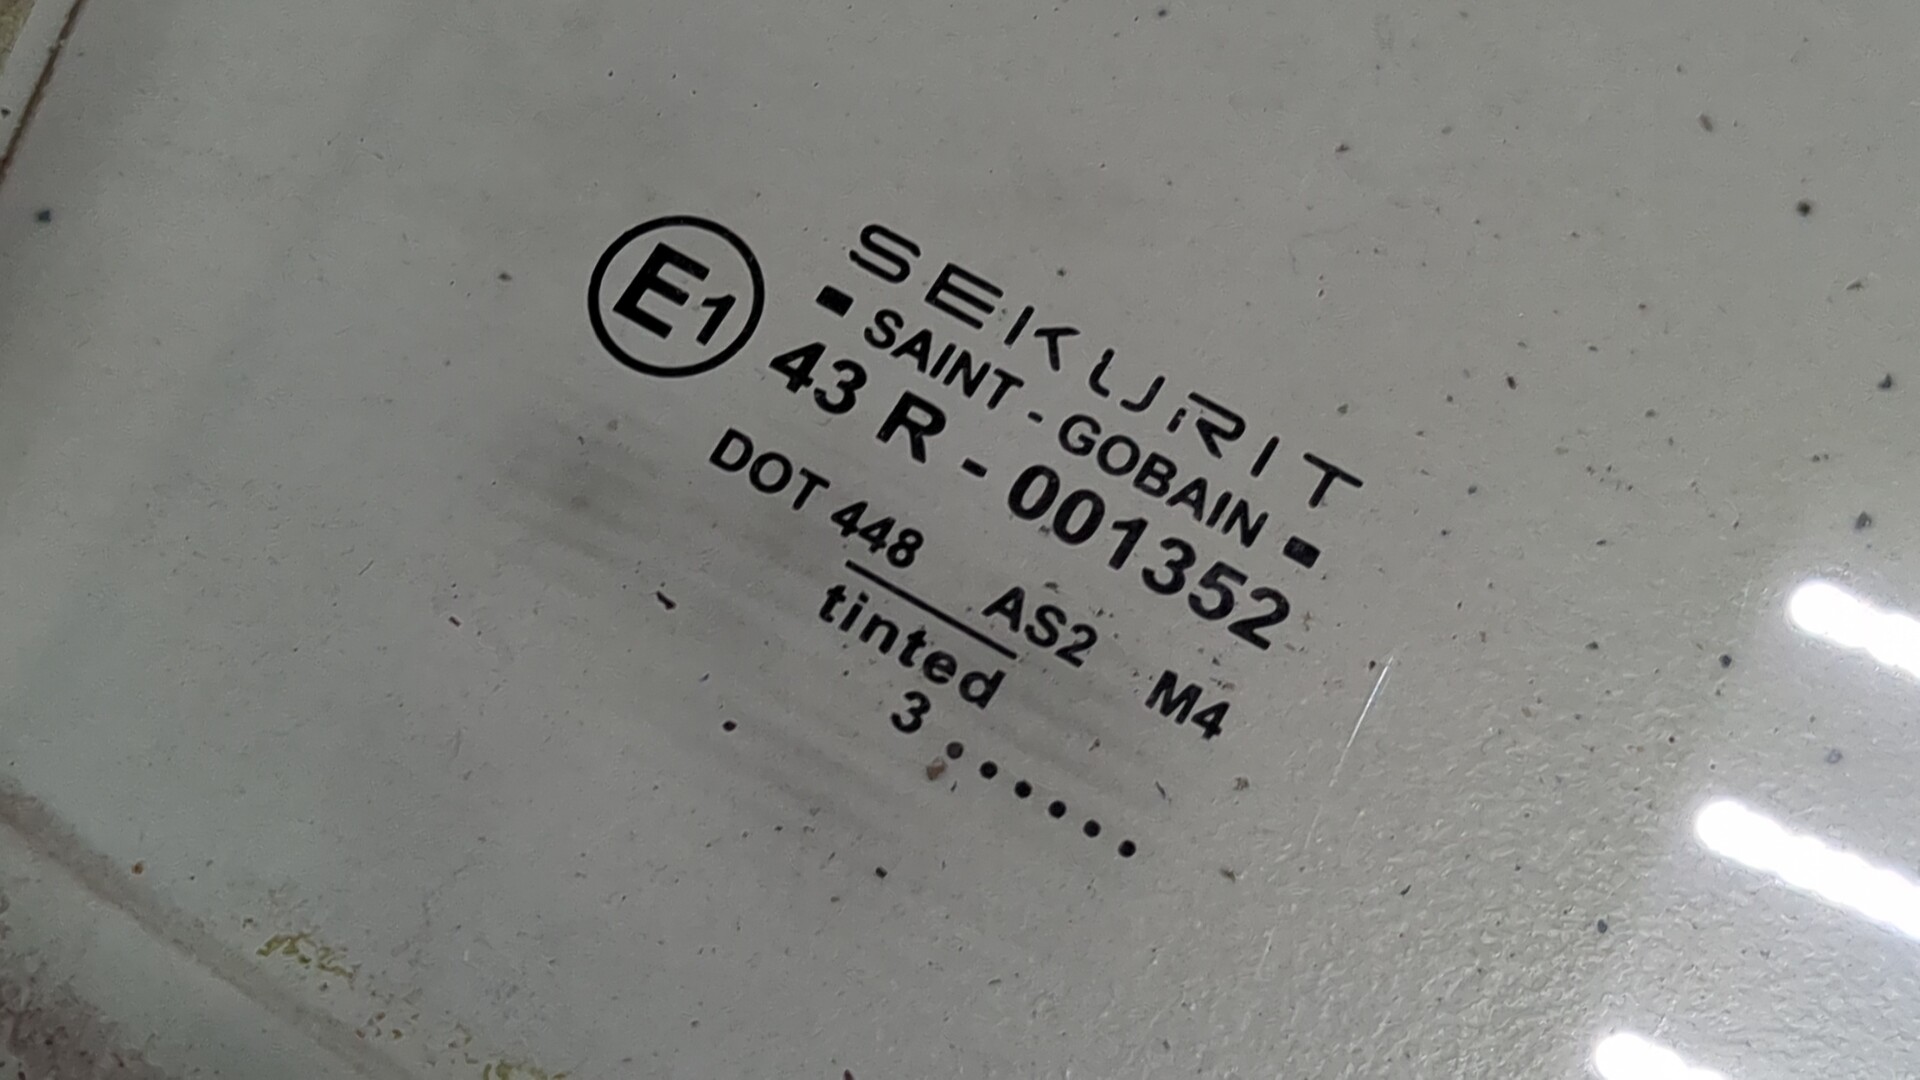 SEKURIT
▪ SAINT - GOBAIN ▪
E1 43 R - 001352
DOT 448 AS2 M4
tinted
3 ......